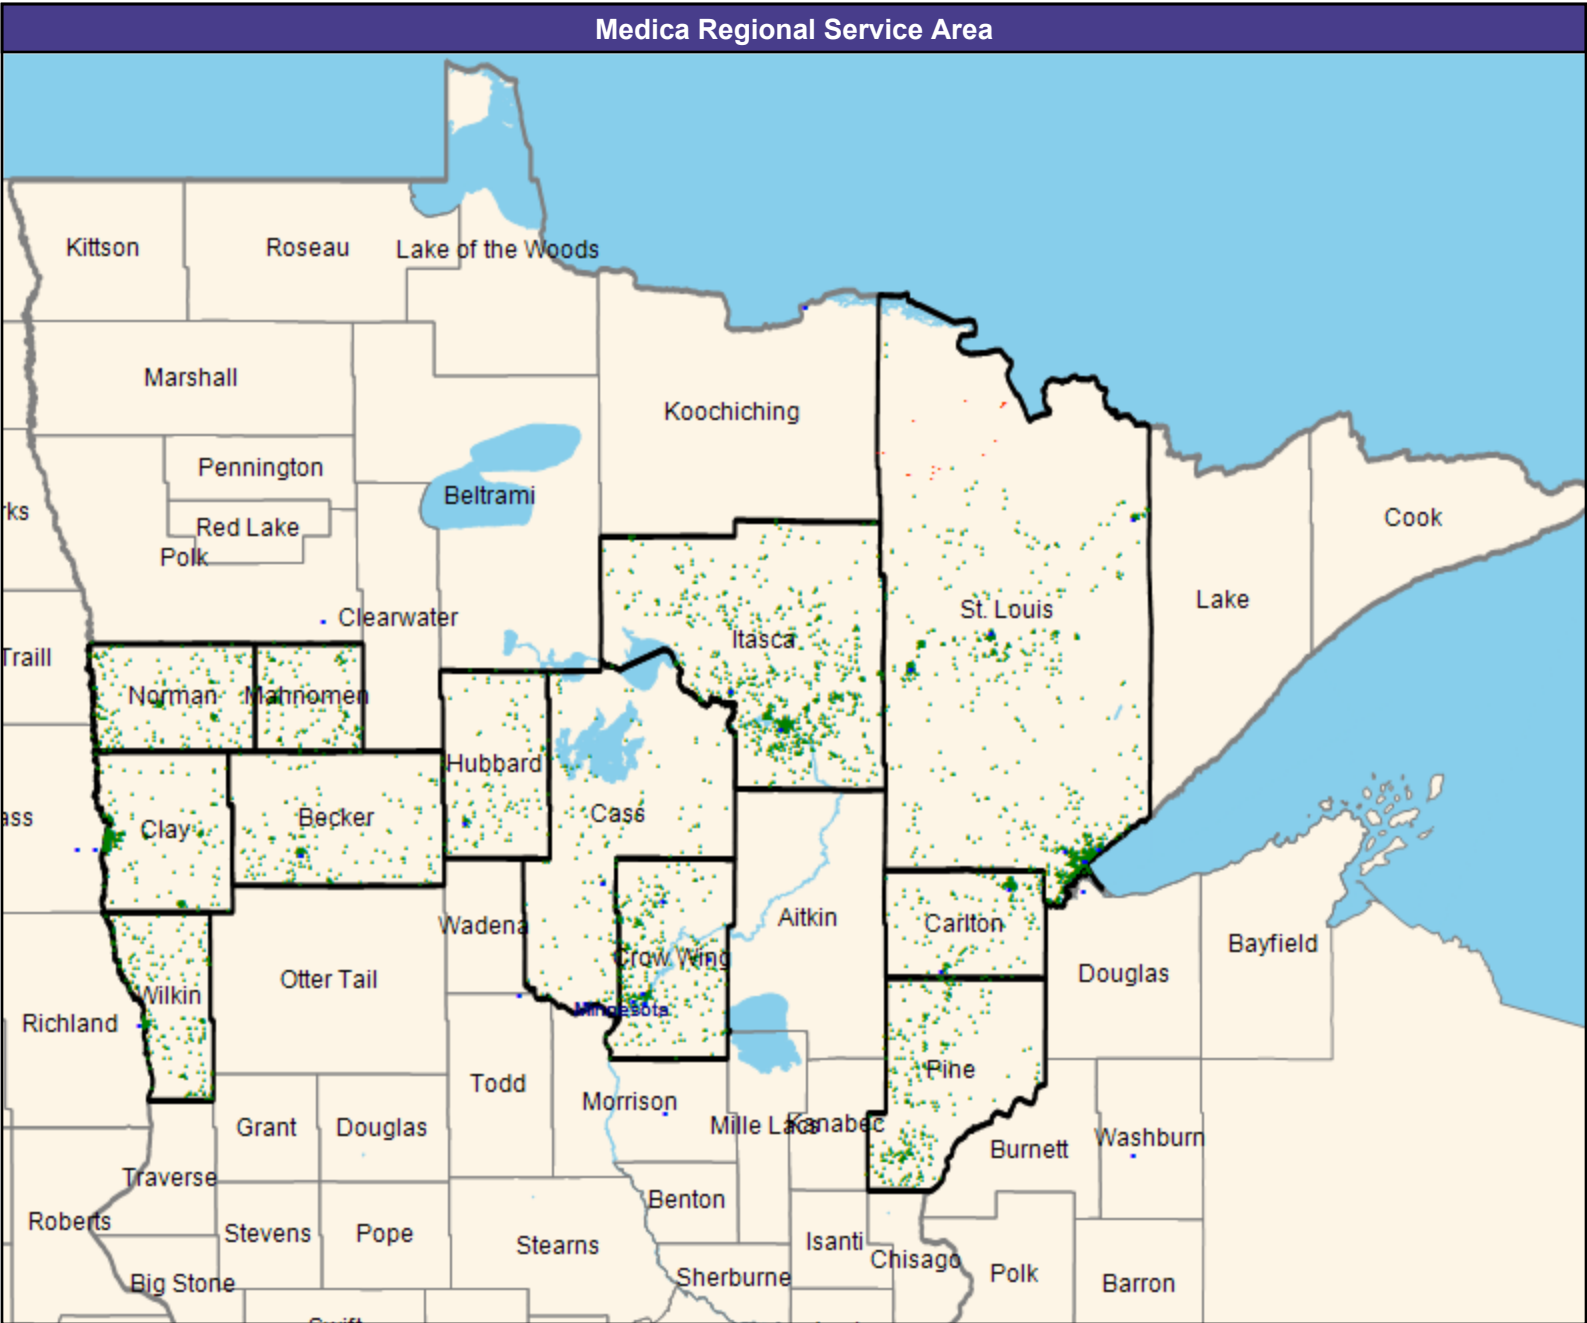 Medica Regional Service Area
Kittson
Roseau
Lake of the Woods
Marshall
Koochiching
Pennington
Beltrami
rks
Red Lake
Cook
Polk
Clearwater
St. Louis
Lake
Itasca
Traill
Norman
Mahnomen
Hubbard
Cass
ass
Clay
Becker
Wadena
Aitkin
Carlton
Bayfield
Crow Wing
Otter Tail
Douglas
Wilkin
Minnesota
Richland
Pine
Todd
Morrison
Grant
Douglas
Mille Lacs
Kanabec
Burnett
Washburn
Traverse
Benton
Roberts
Stevens
Pope
Stearns
Isanti
Chisago
Polk
Big Stone
Sherburne
Barron